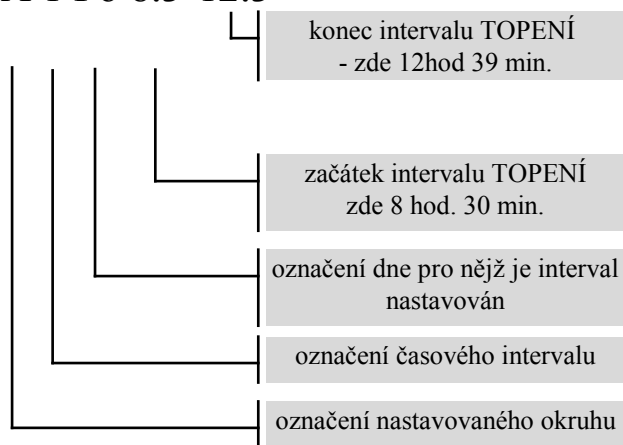 konec intervalu TOPENÍ
- zde 12hod 39 min.
začátek intervalu TOPENÍ
zde 8 hod. 30 min.
označení dne pro nějž je interval
nastavován
označení časového intervalu
označení nastavovaného okruhu